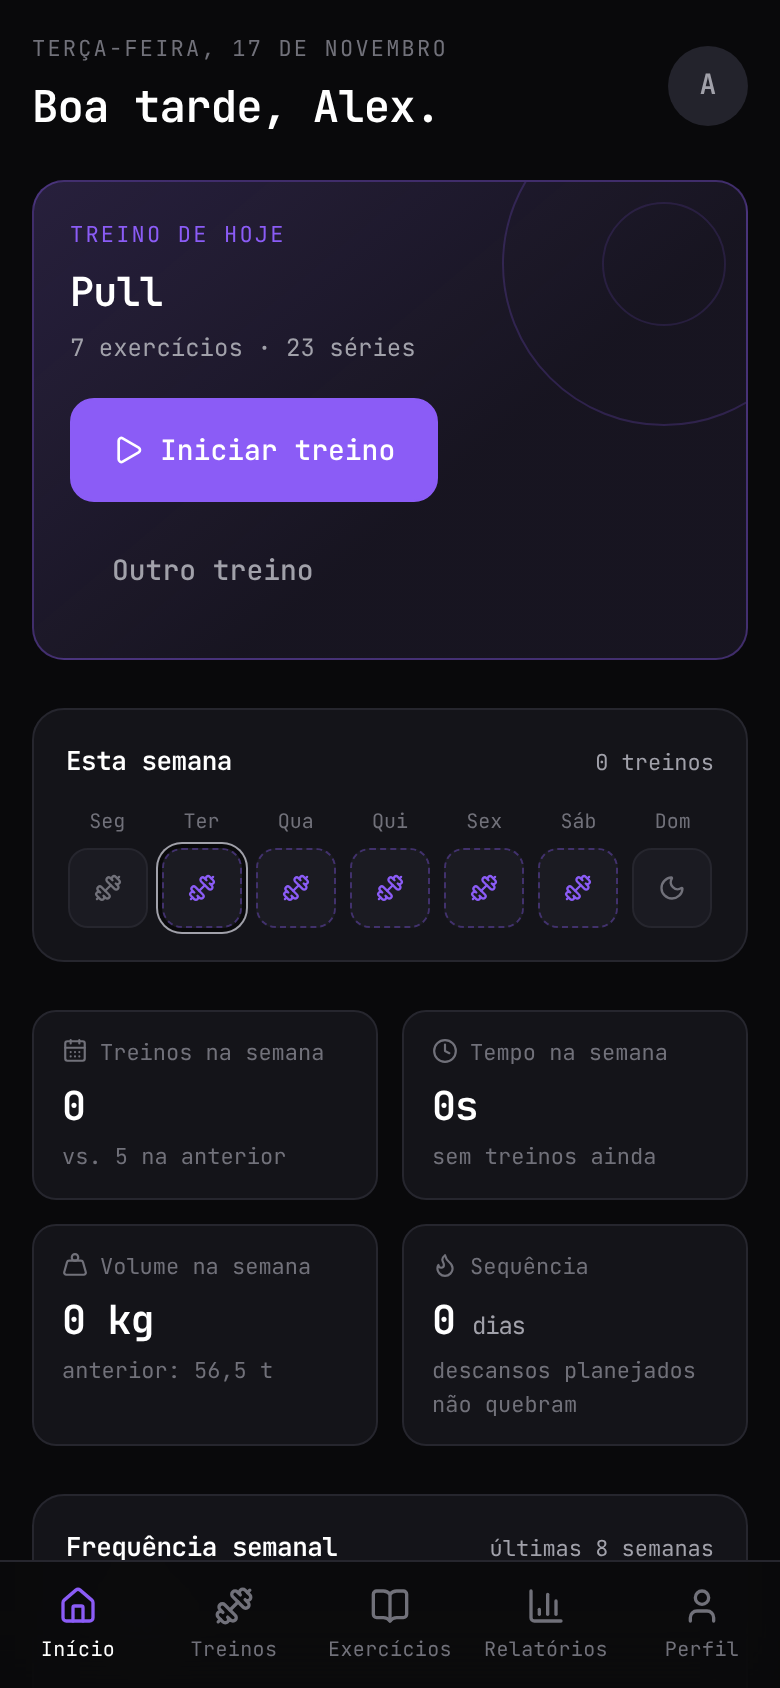 TERÇA-FEIRA, 17 DE NOVEMBRO
Boa tarde, Alex.
A
TREINO DE HOJE
Pull
7 exercícios · 23 séries
Iniciar treino
Outro treino
Esta semana
0 treinos
Seg Ter Qua Qui Sex Sáb Dom
Treinos na semana
0
vs. 5 na anterior
Tempo na semana
0s
sem treinos ainda
Volume na semana
0 kg
anterior: 56,5 t
Sequência
0 dias
descansos planejados
não quebram
Frequência semanal
últimas 8 semanas
Início Treinos Exercícios Relatórios Perfil